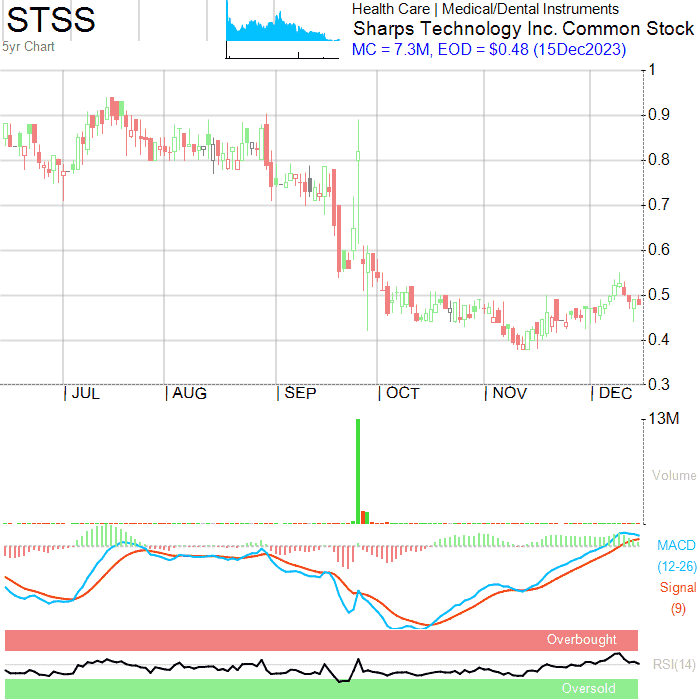 STSS
5yr Chart
Health Care | Medical/Dental Instruments
Sharps Technology Inc. Common Stock
MC = 7.3M, EOD = $0.48 (15Dec2023)
1
0.9
0.8
0.7
0.6
0.5
0.4
0.3
| JUL | AUG | SEP | OCT | NOV | DEC
13M
Volume
MACD
(12-26)
Signal
(9)
Overbought
RSI(14)
Oversold